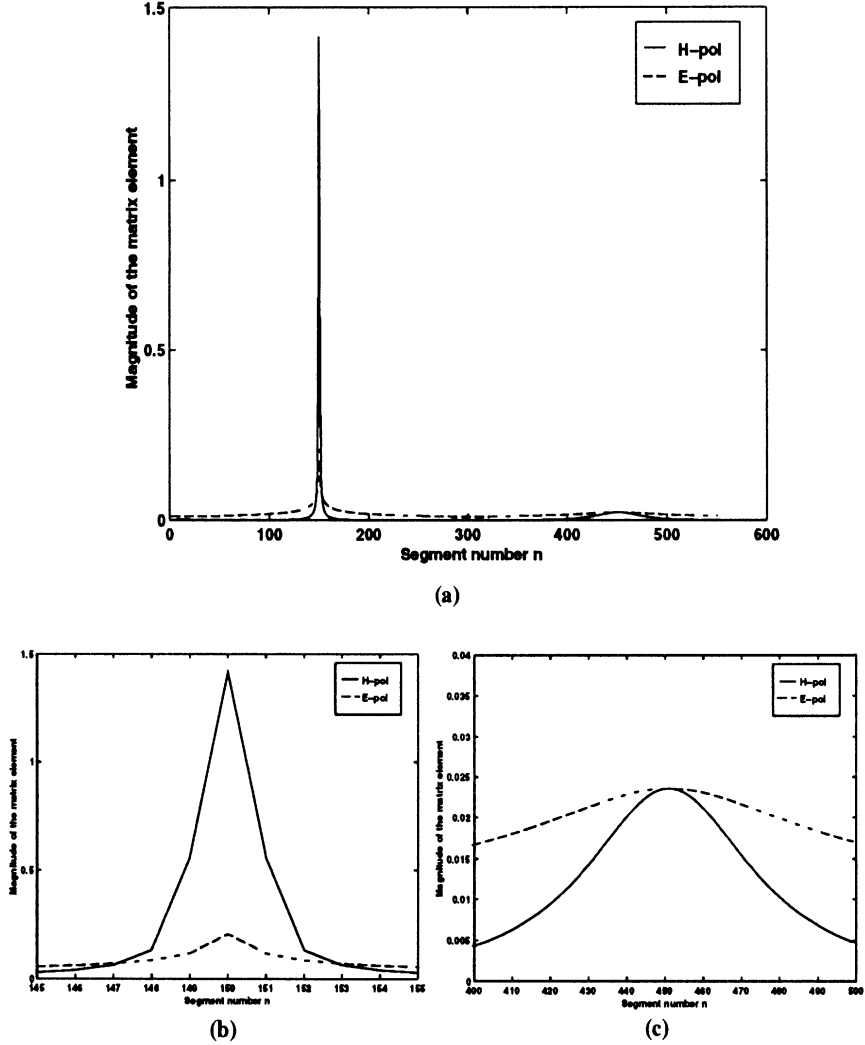 1.5
H-pol
E-pol
1
0.5
0
Magnitude of the matrix element
0 100 200 300 400 500 600
Segment number n
(a)
1.5
H-pol
E-pol
1
0.5
0
Magnitude of the matrix element
145 146 147 148 149 150 151 152 153 154 155
Segment number n
(b)
0.04
H-pol
E-pol
0.035
0.03
0.025
0.02
0.015
0.01
0.005
0
Magnitude of the matrix element
400 410 420 430 440 450 460 470 480 490 500
Segment number n
(c)